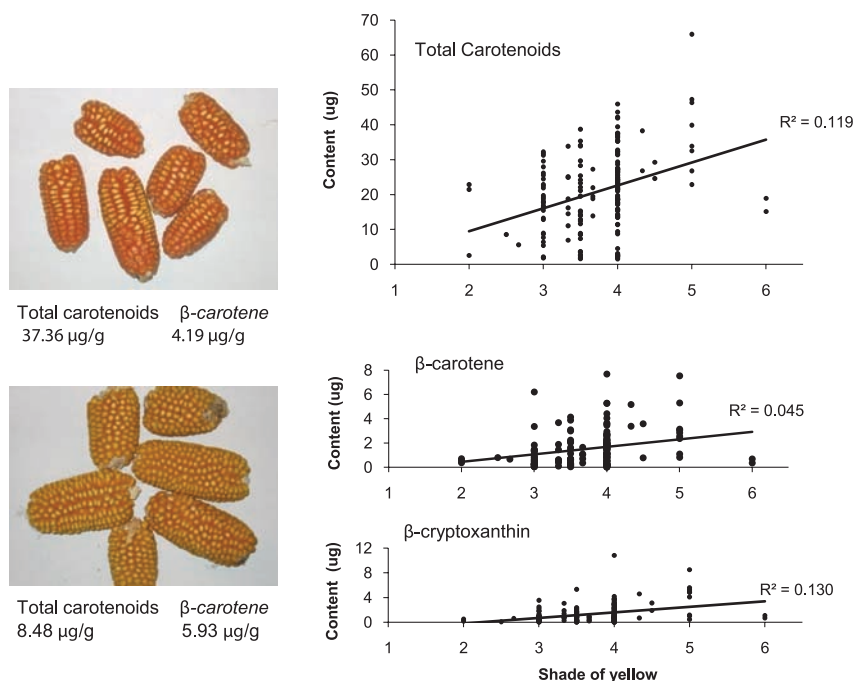 Total carotenoids β-carotene
37.36 µg/g 4.19 µg/g
Total carotenoids β-carotene
8.48 µg/g 5.93 µg/g
Total Carotenoids
Content (ug)
70
60
50
40
30
20
10
0
R² = 0.119
1 2 3 4 5 6
β-carotene
Content (ug)
8
6
4
2
0
R² = 0.045
1 2 3 4 5 6
β-cryptoxanthin
Content (ug)
12
8
4
0
R² = 0.130
1 2 3 4 5 6
Shade of yellow